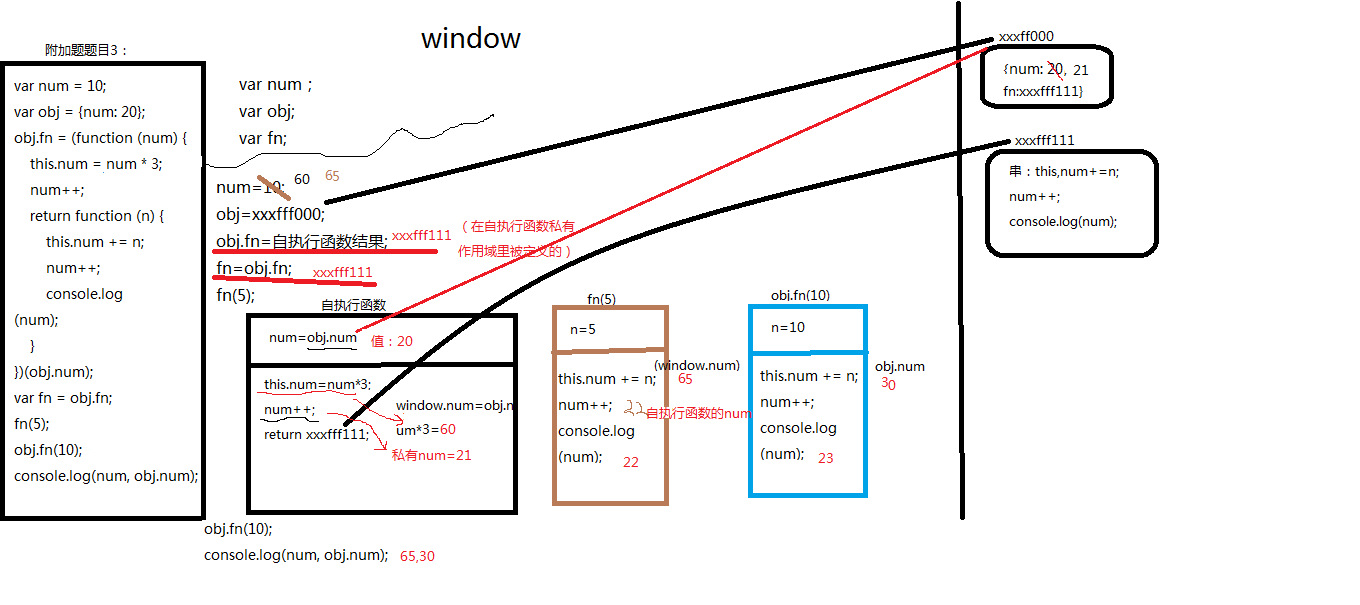 window
附加题题目3：
var num = 10;
var obj = {num: 20};
obj.fn = (function (num) {
this.num = num * 3;
num++;
return function (n) {
this.num += n;
num++;
console.log
(num);
}
})(obj.num);
var fn = obj.fn;
fn(5);
obj.fn(10);
console.log(num, obj.num);
var num ;
var obj;
var fn;
num=10; 60 65
obj=xxxfff000;
obj.fn=自执行函数结果; xxxfff111 （在自执行函数私有
作用域里被定义的）
fn=obj.fn; xxxfff111
fn(5);
自执行函数
num=obj.num 值：20
this.num=num*3;
num++;
return xxxfff111;
window.num=obj.n
um*3=60
私有num=21
fn(5)
n=5
this.num += n;
(window.num)
65
num++; 22 自执行函数的num
console.log
(num); 22
obj.fn(10)
n=10
this.num += n;
obj.num
30
num++;
console.log
(num); 23
obj.fn(10);
console.log(num, obj.num); 65,30
xxxff000
{num: 20, 21
fn:xxxfff111}
xxxfff111
串：this,num+=n;
num++;
console.log(num);